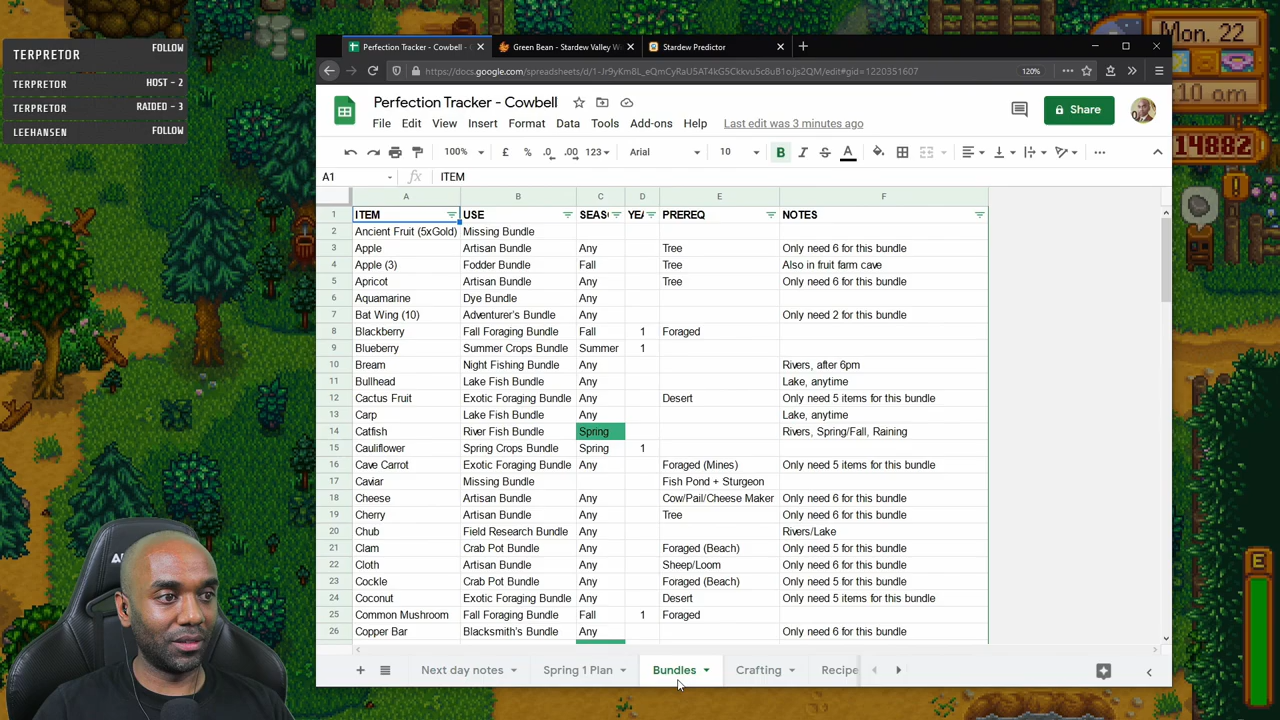 TERPRETOR FOLLOW
TERPRETOR HOST - 2
TERPRETOR RAIDED - 3
LEEHANSEN FOLLOW
Mon. 22
10 a.m
14882
E
Perfection Tracker - Cowbell -
Green Bean - Stardew Valley W
Stardew Predictor
https://docs.google.com/spreadsheets/d/1-Jr9yKm8L_eQmCyRaU5AT4kG5Ckkvu5c8uB1oJjs2QM/edit#gid=1220351607
120%
Perfection Tracker - Cowbell
Share
File Edit View Insert Format Data Tools Add-ons Help Last edit was 3 minutes ago
100% £ % .0 .00 123 Arial 10 B I S A
A1 fx ITEM
A B C D E F
1 ITEM USE SEAS YEA PREREQ NOTES
2 Ancient Fruit (5xGold) Missing Bundle
3 Apple Artisan Bundle Any Tree Only need 6 for this bundle
4 Apple (3) Fodder Bundle Fall Tree Also in fruit farm cave
5 Apricot Artisan Bundle Any Tree Only need 6 for this bundle
6 Aquamarine Dye Bundle Any
7 Bat Wing (10) Adventurer's Bundle Any Only need 2 for this bundle
8 Blackberry Fall Foraging Bundle Fall 1 Foraged
9 Blueberry Summer Crops Bundle Summer 1
10 Bream Night Fishing Bundle Any Rivers, after 6pm
11 Bullhead Lake Fish Bundle Any Lake, anytime
12 Cactus Fruit Exotic Foraging Bundle Any Desert Only need 5 items for this bundle
13 Carp Lake Fish Bundle Any Lake, anytime
14 Catfish River Fish Bundle Spring Rivers, Spring/Fall, Raining
15 Cauliflower Spring Crops Bundle Spring 1
16 Cave Carrot Exotic Foraging Bundle Any Foraged (Mines) Only need 5 items for this bundle
17 Caviar Missing Bundle Fish Pond + Sturgeon
18 Cheese Artisan Bundle Any Cow/Pail/Cheese Maker Only need 6 for this bundle
19 Cherry Artisan Bundle Any Tree Only need 6 for this bundle
20 Chub Field Research Bundle Any Rivers/Lake
21 Clam Crab Pot Bundle Any Foraged (Beach) Only need 5 for this bundle
22 Cloth Artisan Bundle Any Sheep/Loom Only need 6 for this bundle
23 Cockle Crab Pot Bundle Any Foraged (Beach) Only need 5 for this bundle
24 Coconut Exotic Foraging Bundle Any Desert Only need 5 items for this bundle
25 Common Mushroom Fall Foraging Bundle Fall 1 Foraged
26 Copper Bar Blacksmith's Bundle Any Only need 6 for this bundle
Next day notes Spring 1 Plan Bundles Crafting Recipe